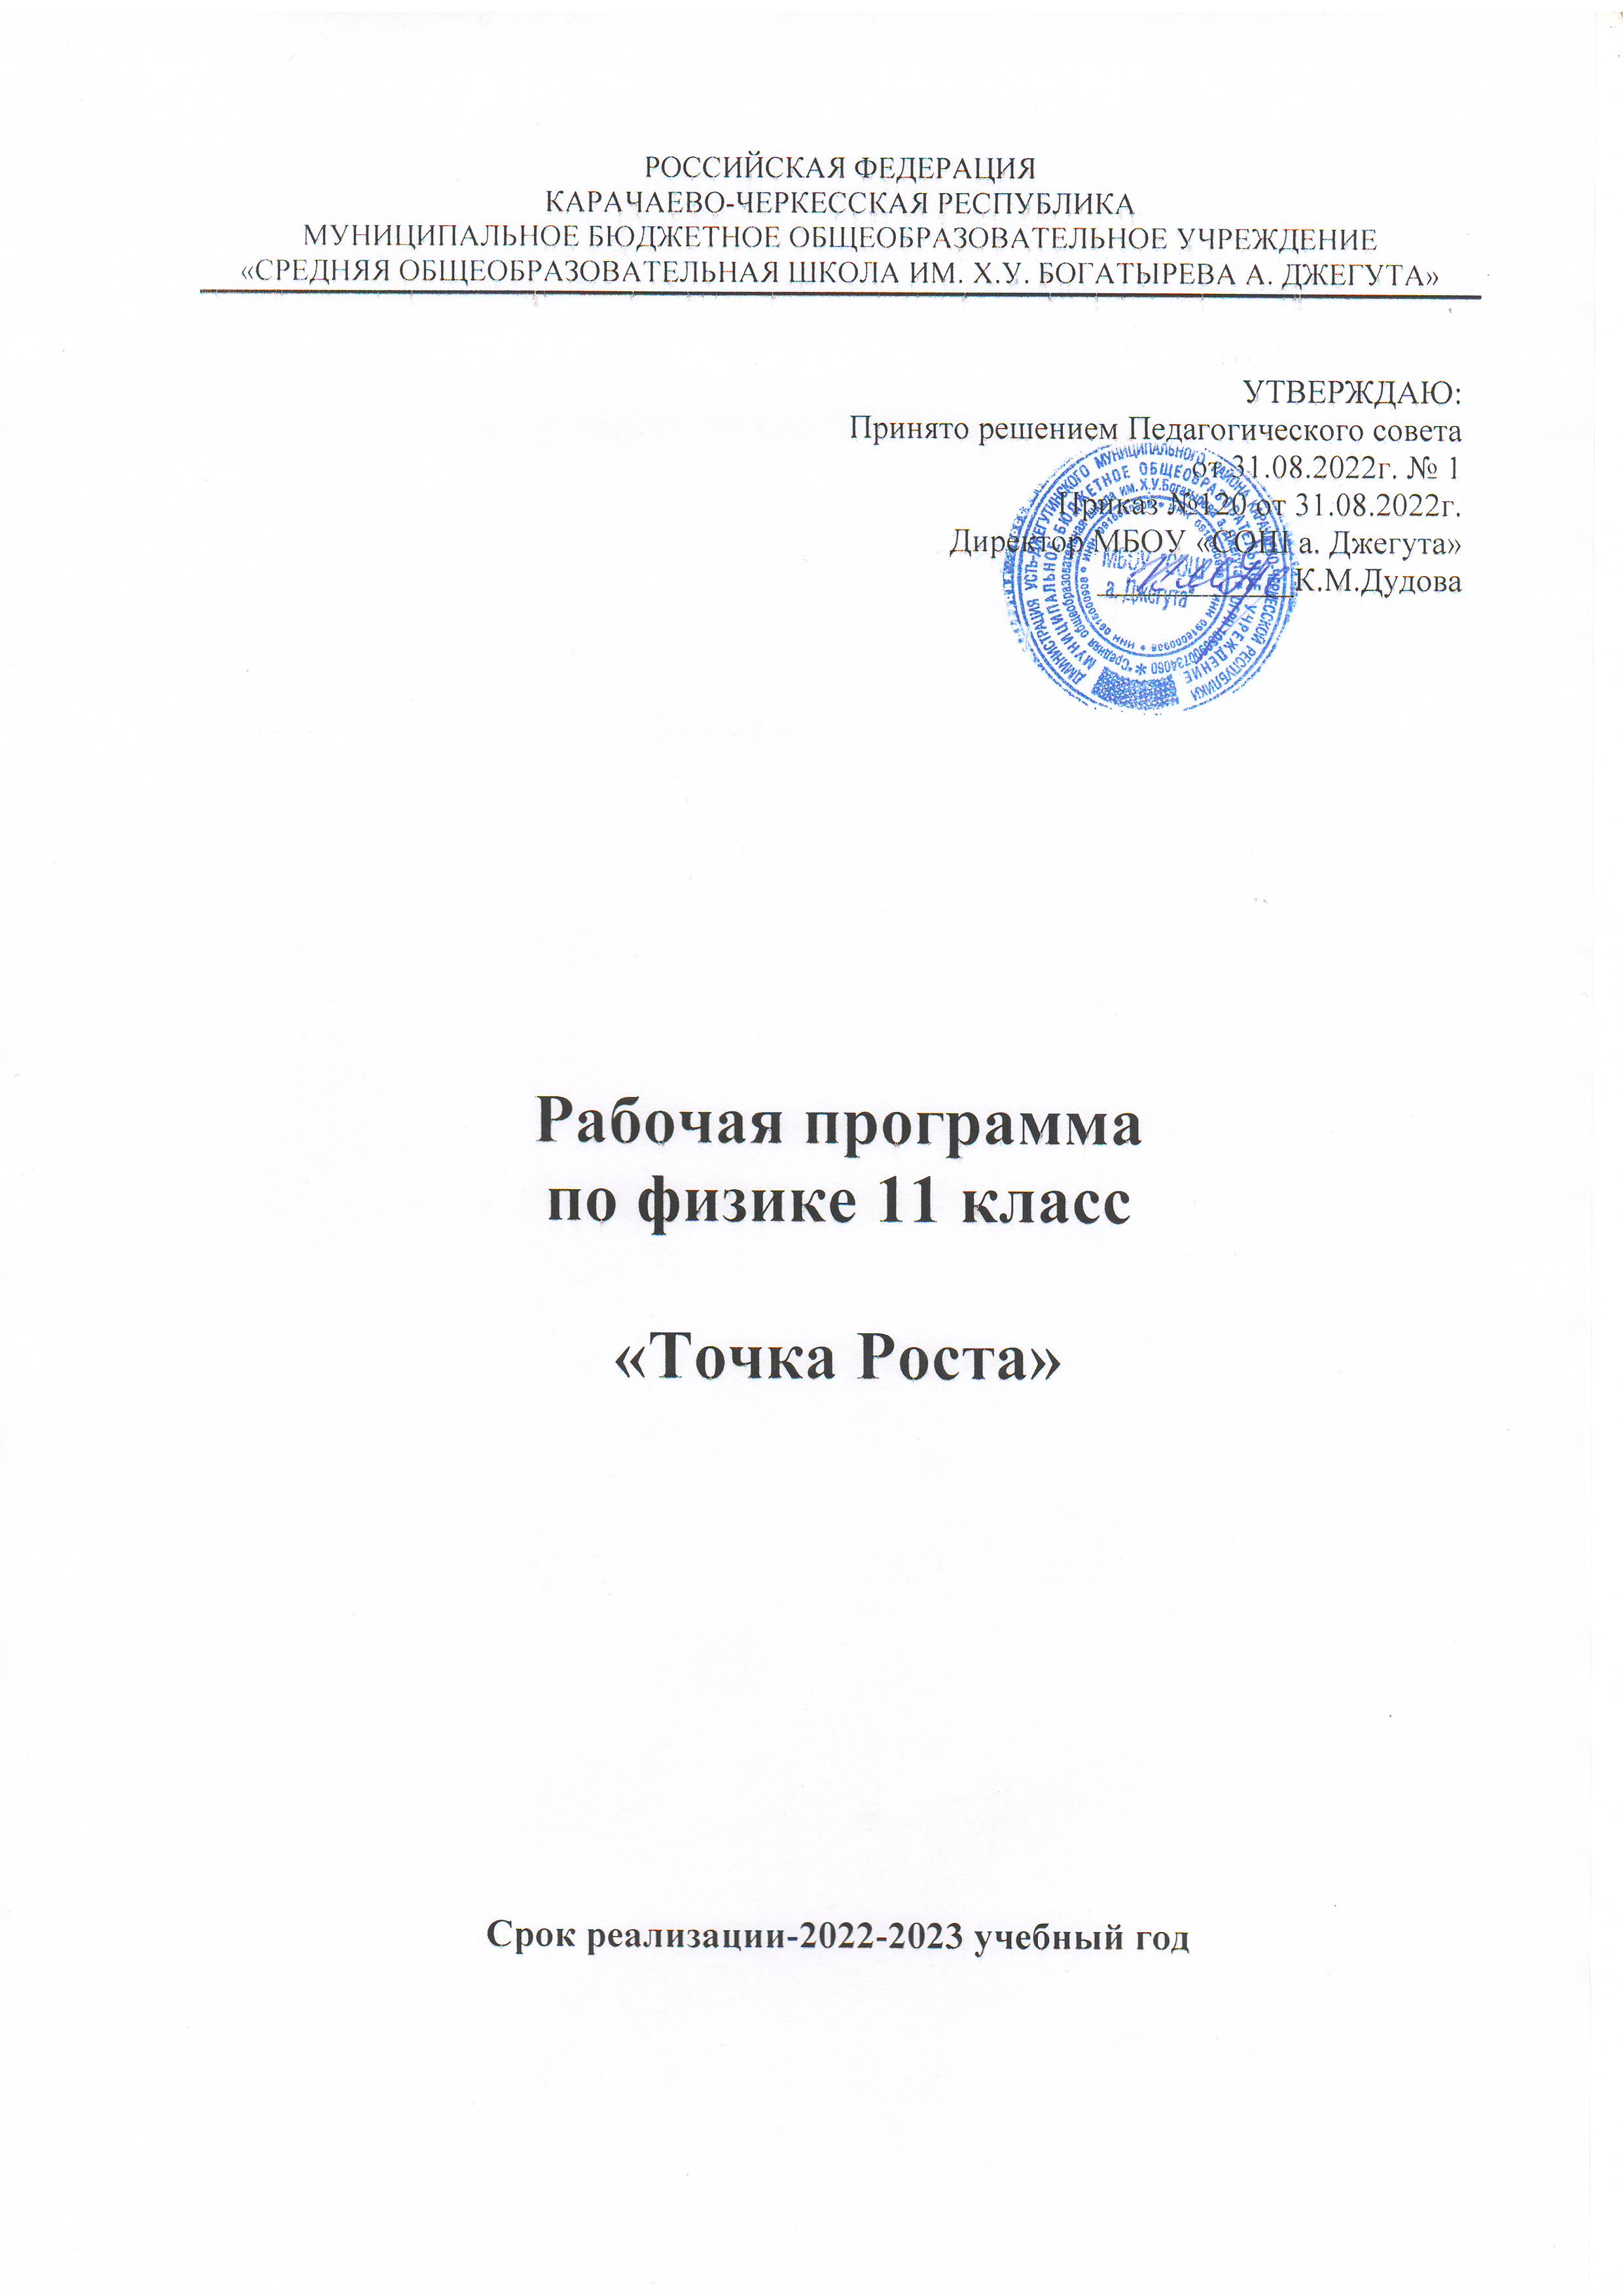 РОССИЙСКАЯ ФЕДЕРАЦИЯ
КАРАЧАЕВО-ЧЕРКЕССКАЯ РЕСПУБЛИКА
МУНИЦИПАЛЬНОЕ БЮДЖЕТНОЕ ОБЩЕОБРАЗОВАТЕЛЬНОЕ УЧРЕЖДЕНИЕ
«СРЕДНЯЯ ОБЩЕОБРАЗОВАТЕЛЬНАЯ ШКОЛА ИМ. Х.У. БОГАТЫРЕВА А. ДЖЕГУТА»
УТВЕРЖДАЮ:
Принято решением Педагогического совета
от 31.08.2022г. № 1
Приказ №120 от 31.08.2022г.
Директор МБОУ «СОШ а. Джегута»
К.М.Дудова
МБОУ
а. Джегута
Рабочая программа
по физике 11 класс
«Точка Роста»
Срок реализации-2022-2023 учебный год